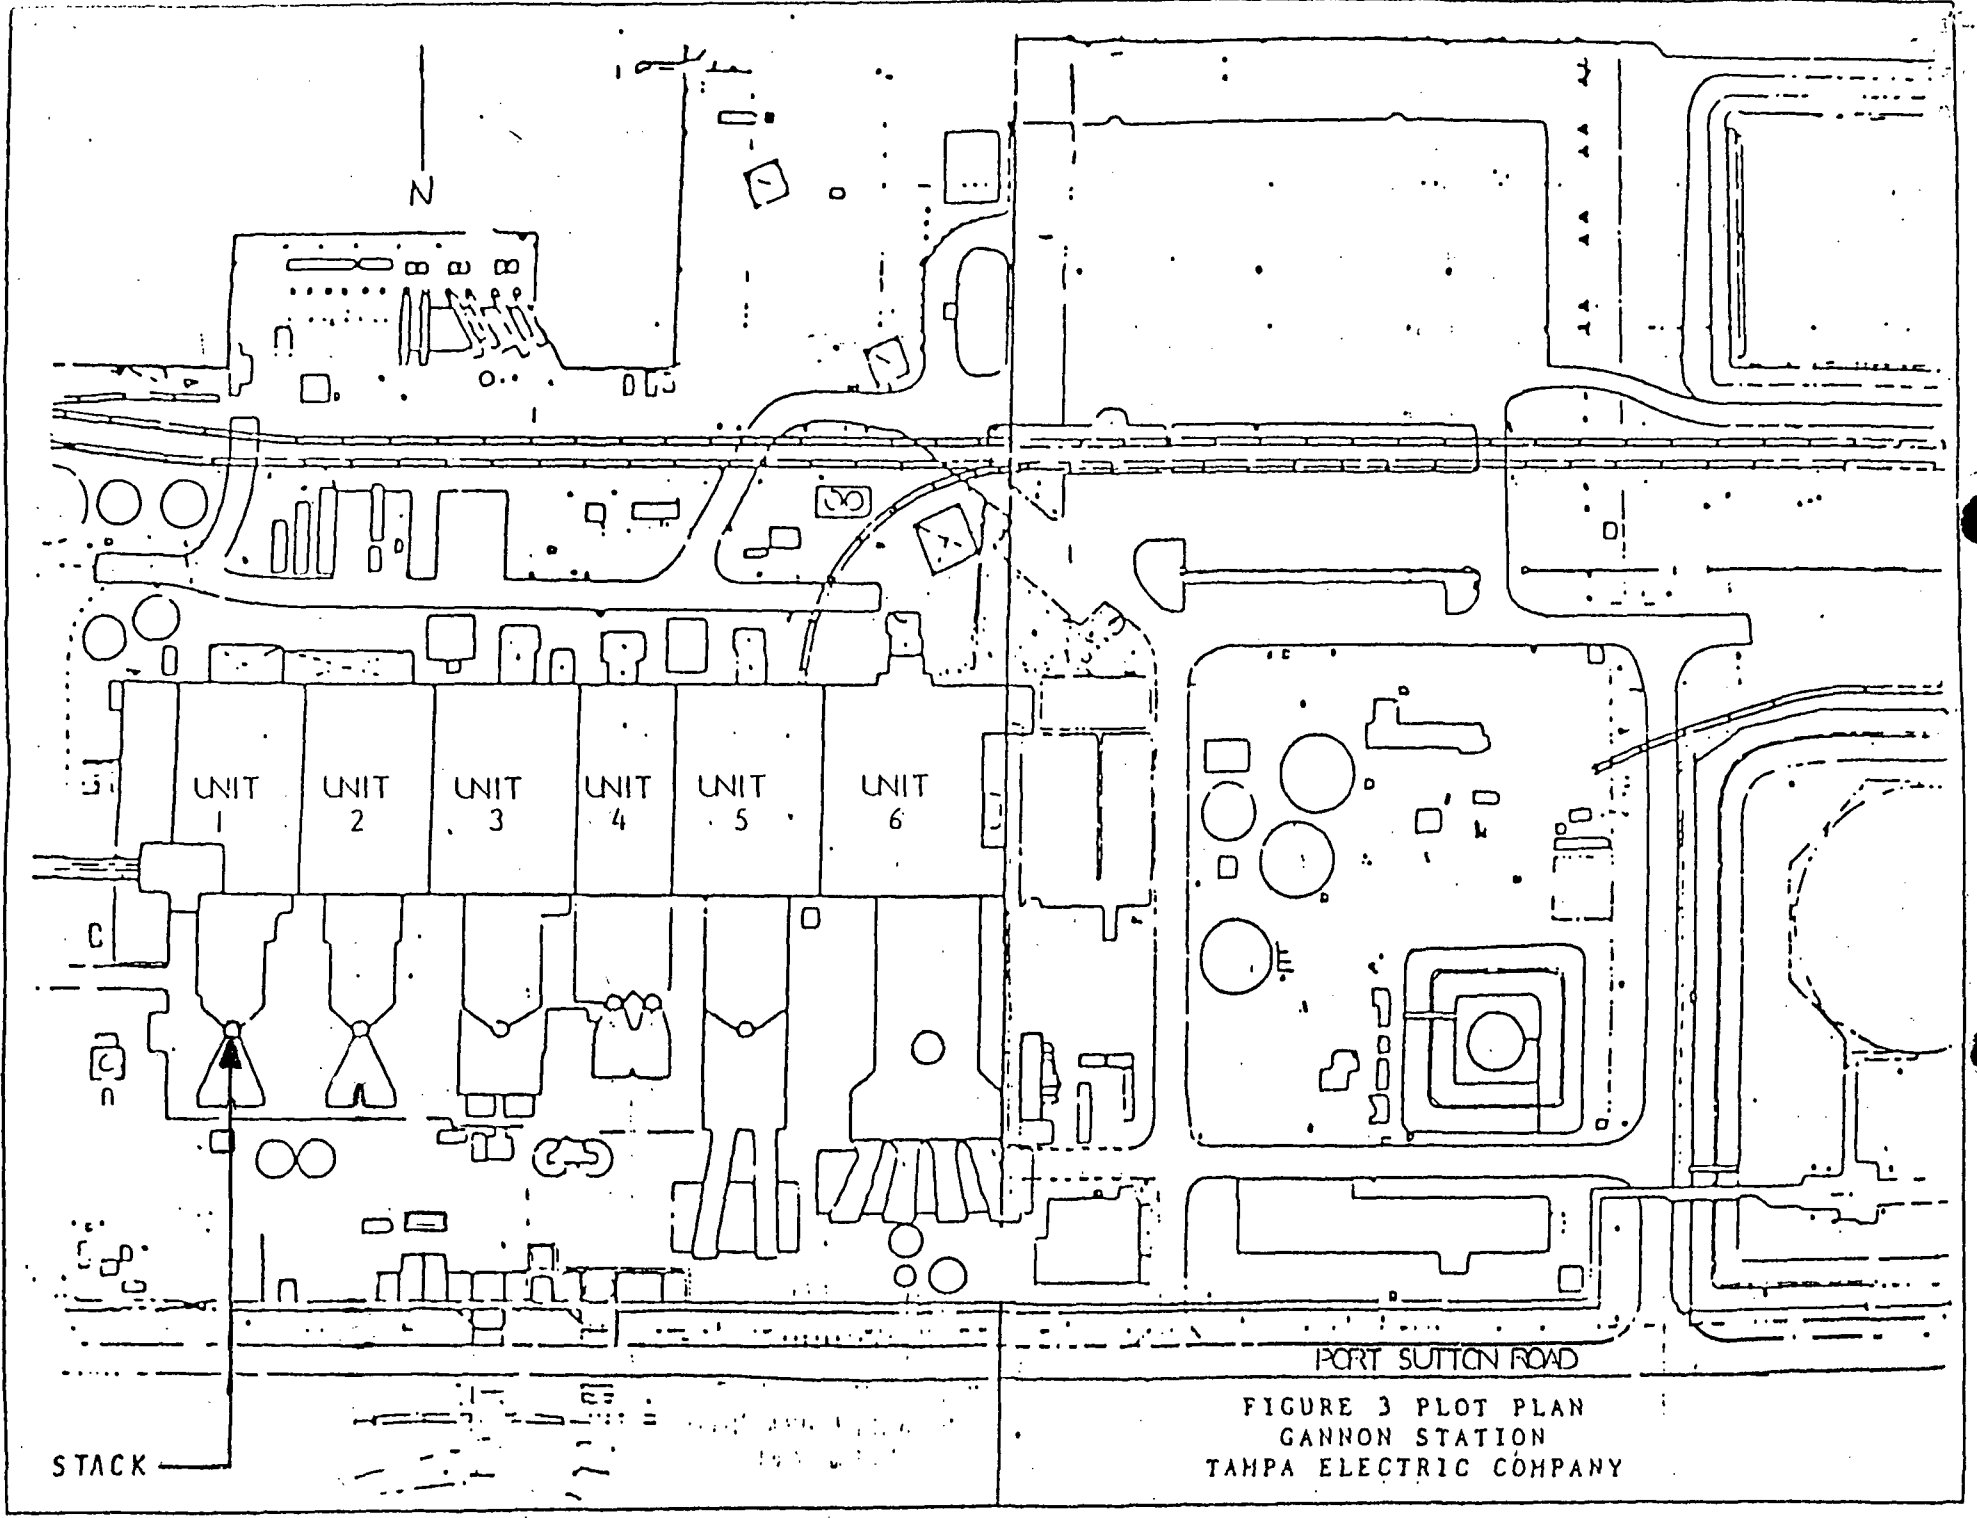 N
UNIT 1
UNIT 2
UNIT 3
UNIT 4
UNIT 5
UNIT 6
PORT SUTTON ROAD
FIGURE 3 PLOT PLAN
GANNON STATION
TAMPA ELECTRIC COMPANY
STACK